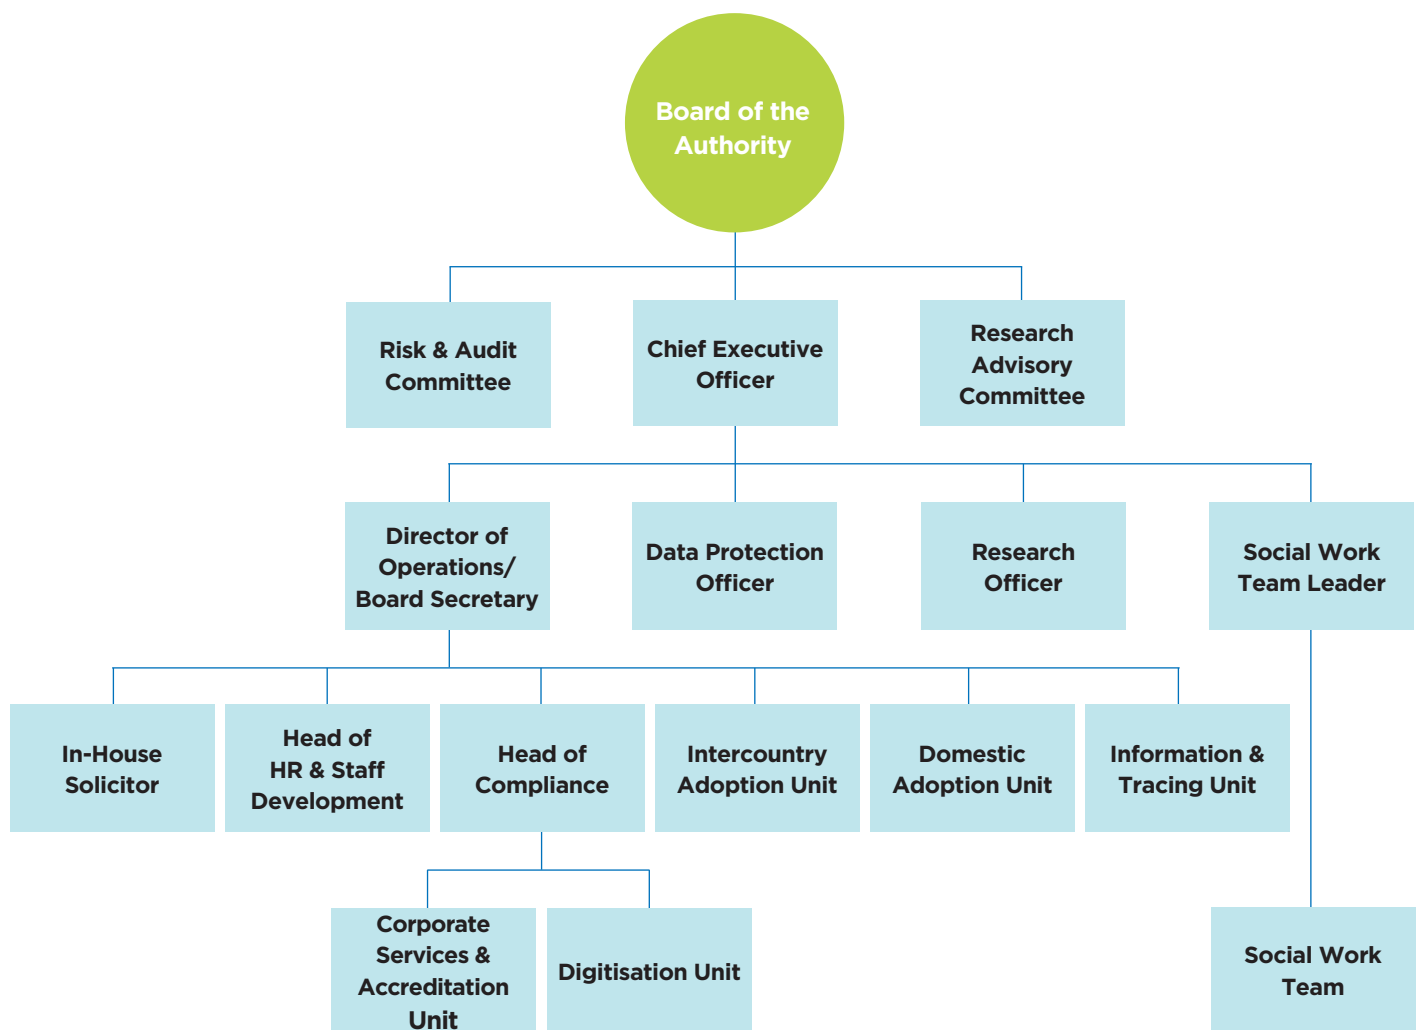 Board of the
Authority
Risk & Audit
Committee
Chief Executive
Officer
Research
Advisory
Committee
Director of
Operations/
Board Secretary
Data Protection
Officer
Research
Officer
Social Work
Team Leader
In-House
Solicitor
Head of
HR & Staff
Development
Head of
Compliance
Intercountry
Adoption Unit
Domestic
Adoption Unit
Information &
Tracing Unit
Corporate
Services &
Accreditation
Unit
Digitisation Unit
Social Work
Team